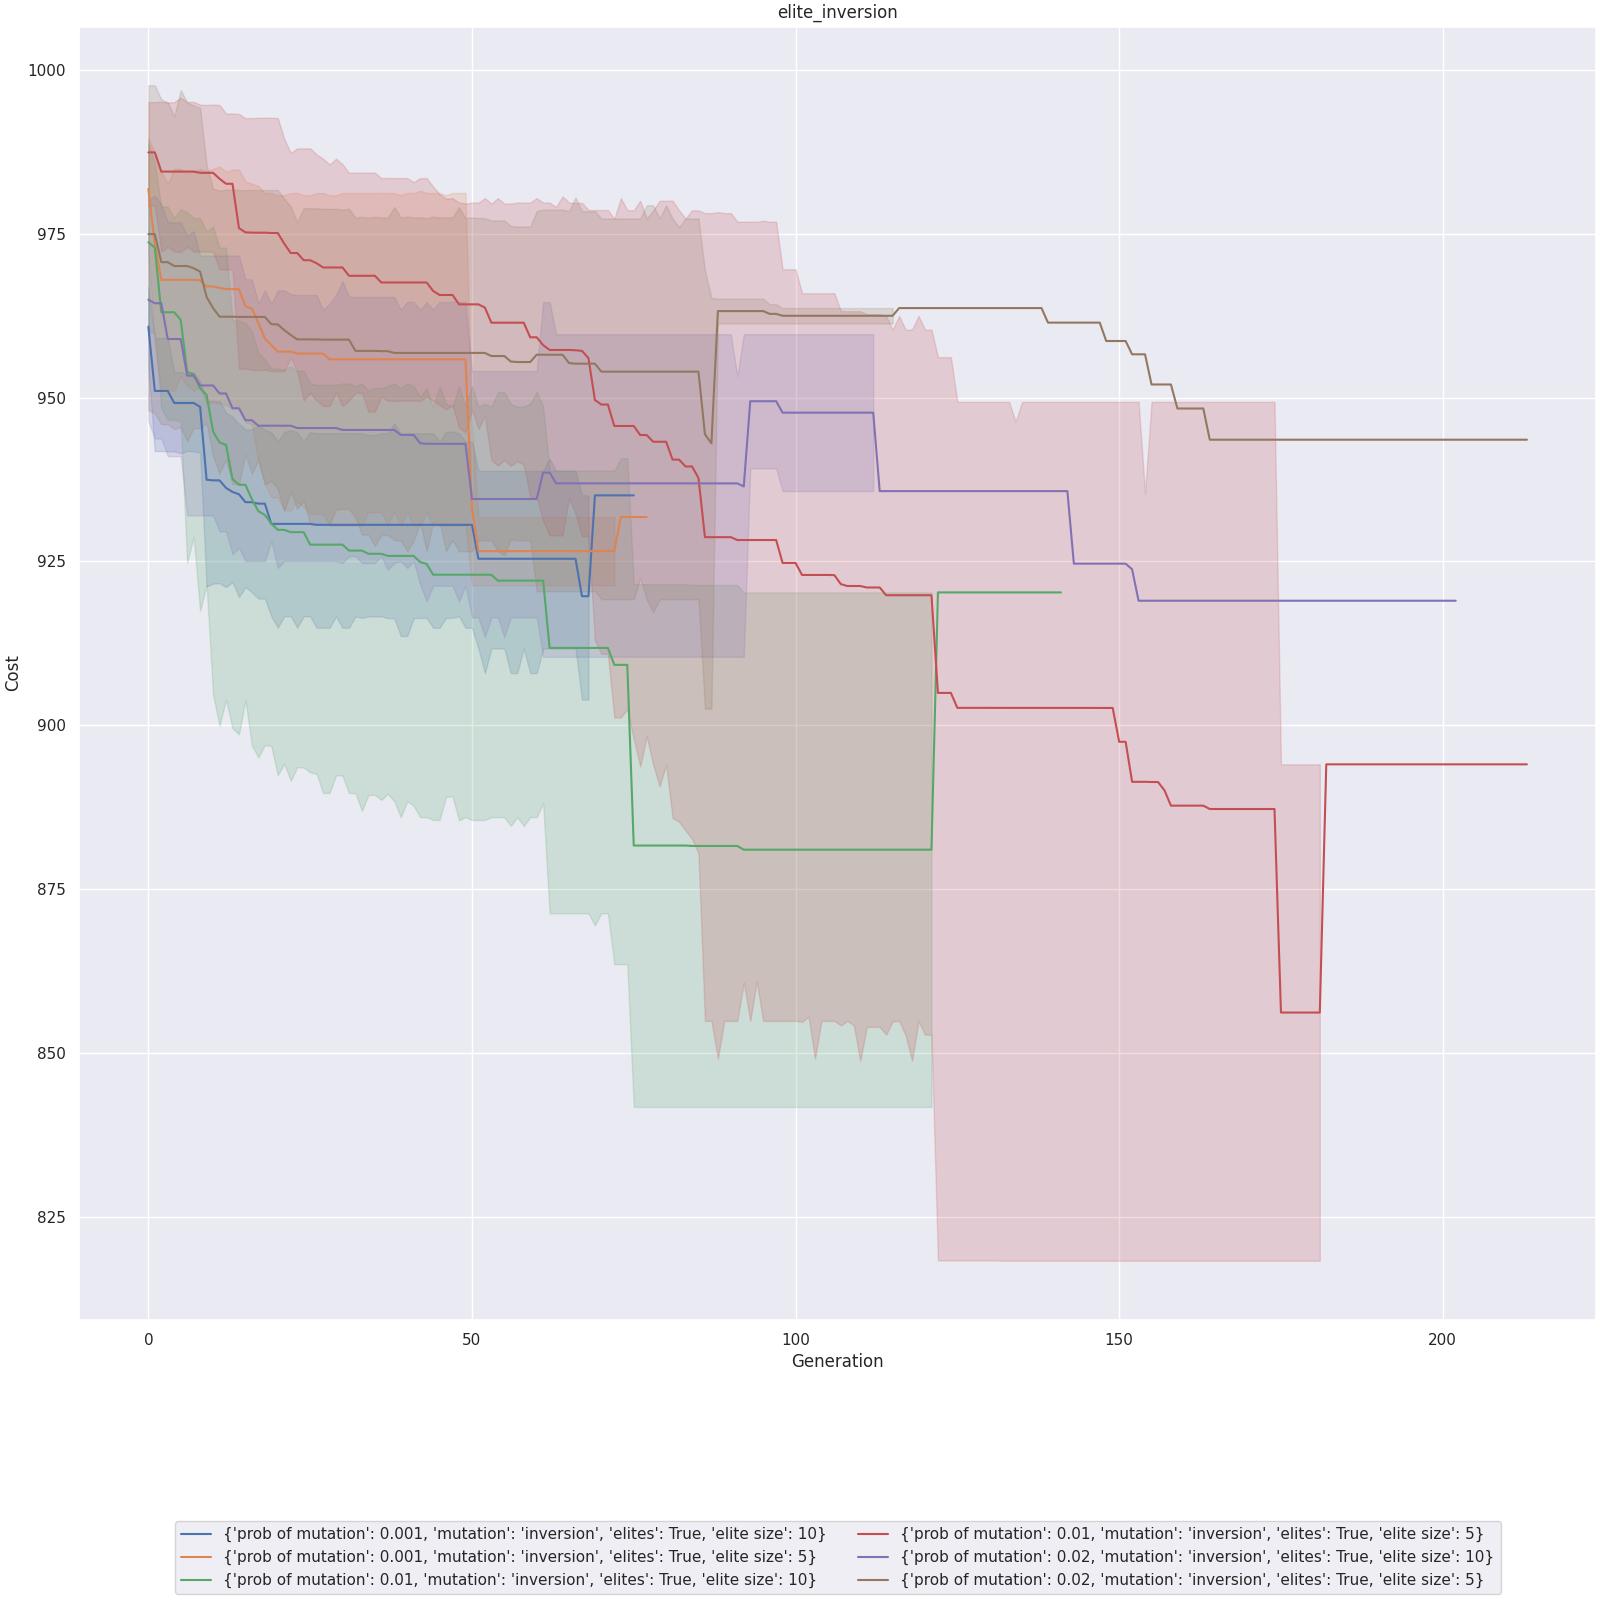 elite_inversion
1000
975
950
925
900
875
850
825
Cost
0 50 100 150 200
Generation
{'prob of mutation': 0.001, 'mutation': 'inversion', 'elites': True, 'elite size': 10}
{'prob of mutation': 0.001, 'mutation': 'inversion', 'elites': True, 'elite size': 5}
{'prob of mutation': 0.01, 'mutation': 'inversion', 'elites': True, 'elite size': 10}
{'prob of mutation': 0.01, 'mutation': 'inversion', 'elites': True, 'elite size': 5}
{'prob of mutation': 0.02, 'mutation': 'inversion', 'elites': True, 'elite size': 10}
{'prob of mutation': 0.02, 'mutation': 'inversion', 'elites': True, 'elite size': 5}